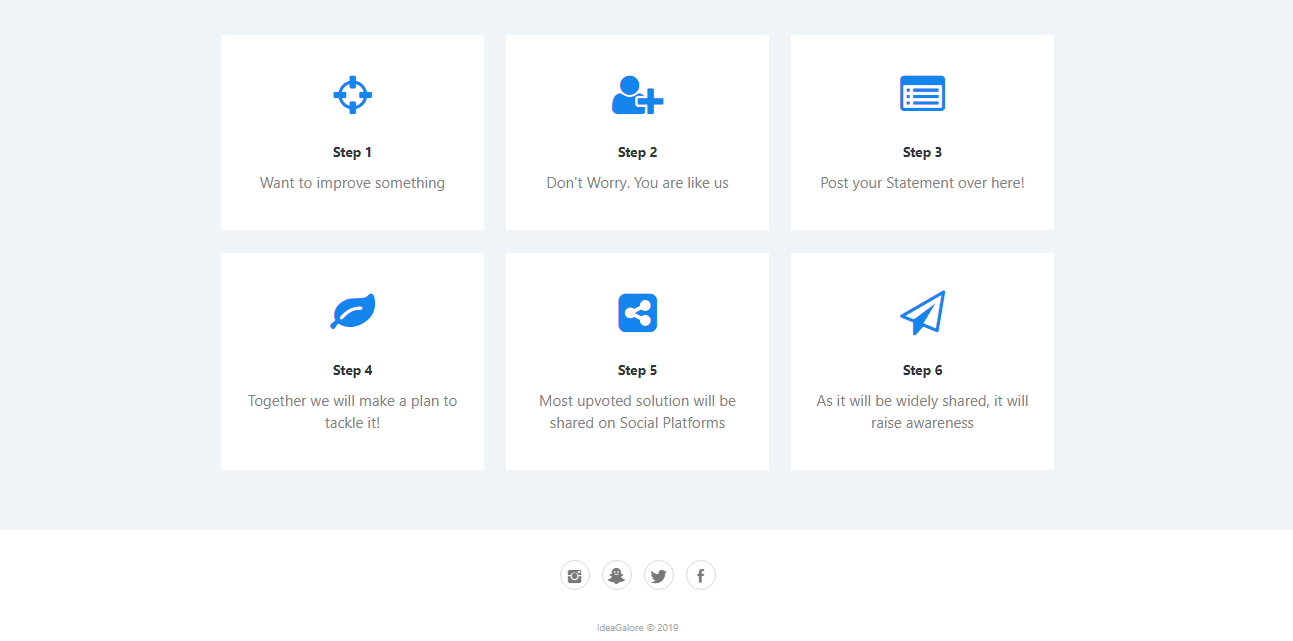 Step 1
Want to improve something
Step 2
Don't Worry. You are like us
Step 3
Post your Statement over here!
Step 4
Together we will make a plan to
tackle it!
Step 5
Most upvoted solution will be
shared on Social Platforms
Step 6
As it will be widely shared, it will
raise awareness
IdeaGalore © 2019